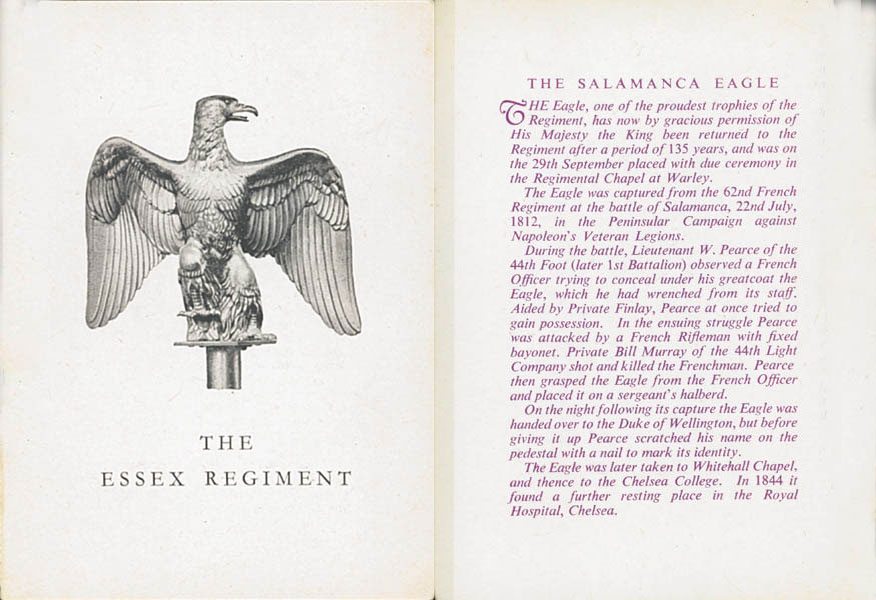 THE
ESSEX REGIMENT
THE SALAMANCA EAGLE
THE Eagle, one of the proudest trophies of the
Regiment, has now by gracious permission of
His Majesty the King been returned to the
Regiment after a period of 135 years, and was on
the 29th September placed with due ceremony in
the Regimental Chapel at Warley.
The Eagle was captured from the 62nd French
Regiment at the battle of Salamanca, 22nd July,
1812, in the Peninsular Campaign against
Napoleon's Veteran Legions.
During the battle, Lieutenant W. Pearce of the
44th Foot (later 1st Battalion) observed a French
Officer trying to conceal under his greatcoat the
Eagle, which he had wrenched from its staff.
Aided by Private Finlay, Pearce at once tried to
gain possession. In the ensuing struggle Pearce
was attacked by a French Rifleman with fixed
bayonet. Private Bill Murray of the 44th Light
Company shot and killed the Frenchman. Pearce
then grasped the Eagle from the French Officer
and placed it on a sergeant's halberd.
On the night following its capture the Eagle was
handed over to the Duke of Wellington, but before
giving it up Pearce scratched his name on the
pedestal with a nail to mark its identity.
The Eagle was later taken to Whitehall Chapel,
and thence to the Chelsea College. In 1844 it
found a further resting place in the Royal
Hospital, Chelsea.